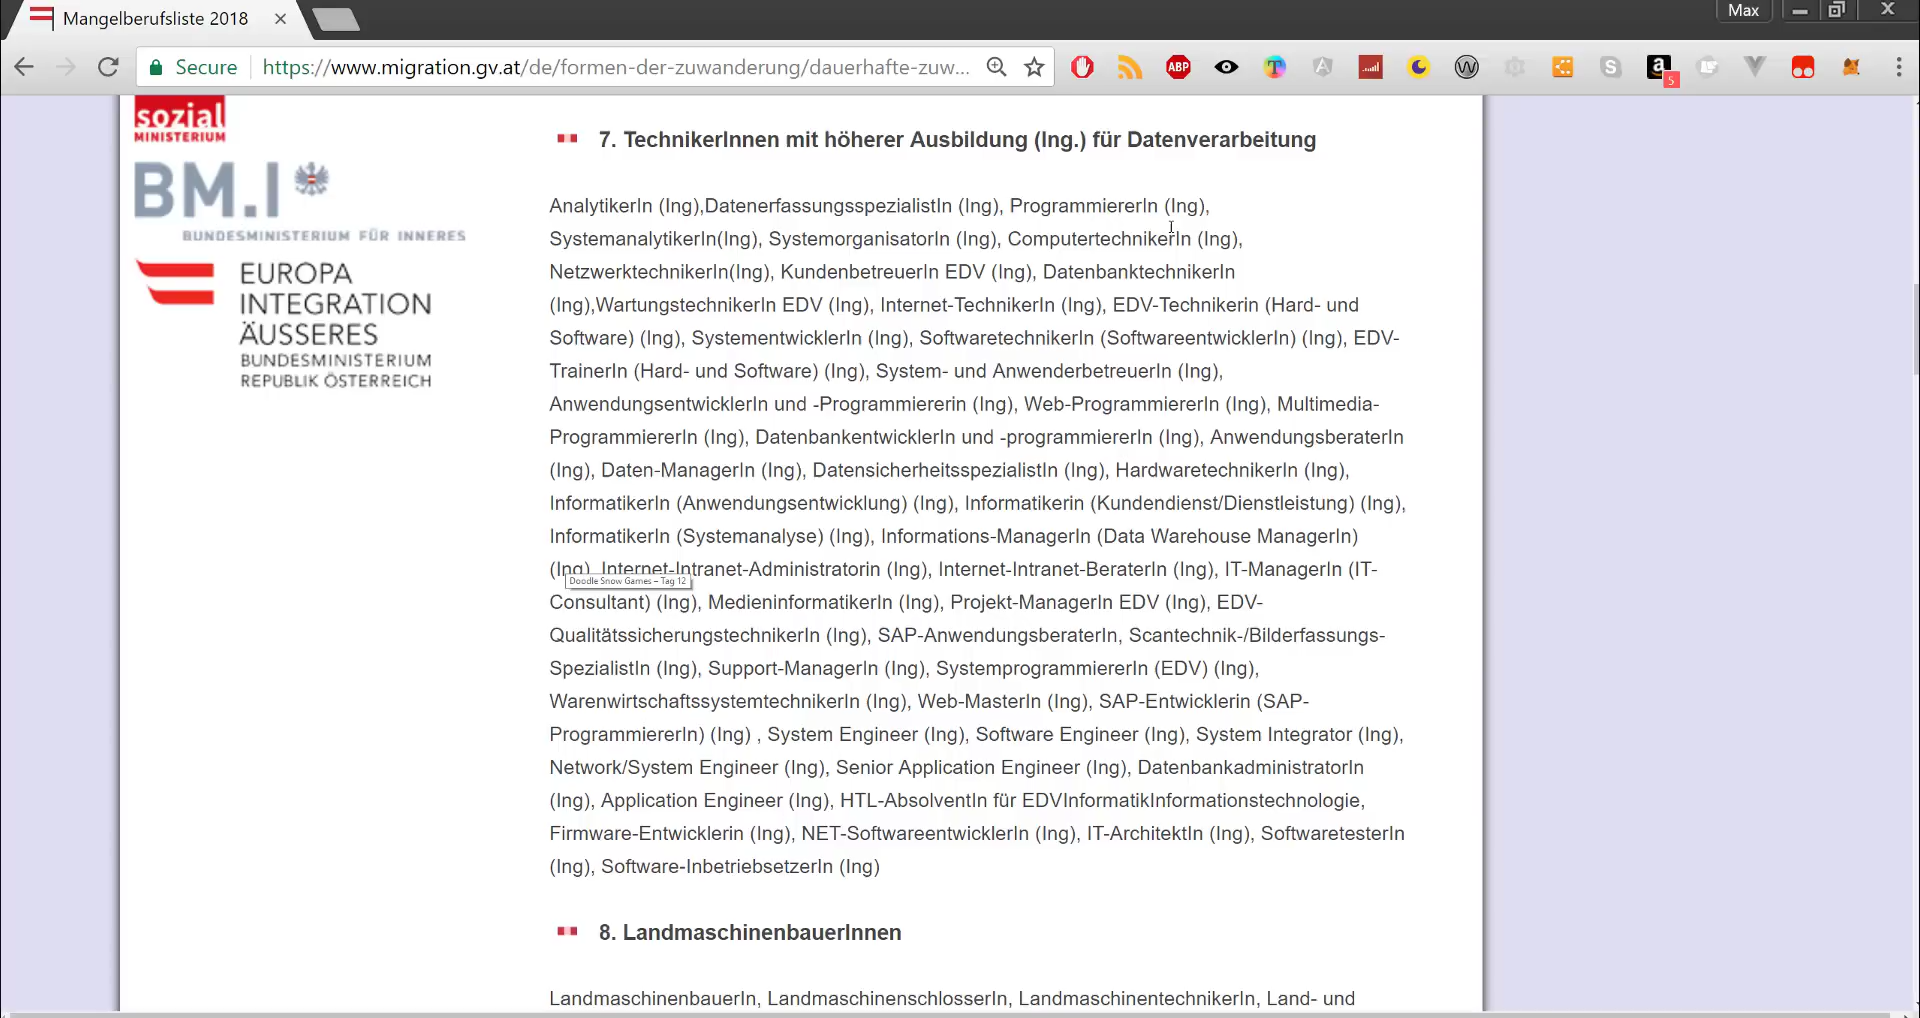 Mangelberufsliste 2018
Max
Secure
https://www.migration.gv.at/de/formen-der-zuwanderung/dauerhafte-zuw...
ABP
T
A
W
S
a
S
sozial
MINISTERIUM
BM.I
BUNDESMINISTERIUM FÜR INNERES
EUROPA
INTEGRATION
ÄUSSERES
BUNDESMINISTERIUM
REPUBLIK ÖSTERREICH
7. TechnikerInnen mit höherer Ausbildung (Ing.) für Datenverarbeitung
AnalytikerIn (Ing),DatenerfassungsspezialistIn (Ing), ProgrammiererIn (Ing),
SystemanalytikerIn(Ing), SystemorganisatorIn (Ing), ComputertechnikerIn (Ing),
NetzwerktechnikerIn(Ing), KundenbetreuerIn EDV (Ing), DatenbanktechnikerIn
(Ing),WartungstechnikerIn EDV (Ing), Internet-TechnikerIn (Ing), EDV-Technikerin (Hard- und
Software) (Ing), SystementwicklerIn (Ing), SoftwaretechnikerIn (SoftwareentwicklerIn) (Ing), EDV-
TrainerIn (Hard- und Software) (Ing), System- und AnwenderbetreuerIn (Ing),
AnwendungsentwicklerIn und -Programmiererin (Ing), Web-ProgrammiererIn (Ing), Multimedia-
ProgrammiererIn (Ing), DatenbankentwicklerIn und -programmiererIn (Ing), AnwendungsberaterIn
(Ing), Daten-ManagerIn (Ing), DatensicherheitsspezialistIn (Ing), HardwaretechnikerIn (Ing),
InformatikerIn (Anwendungsentwicklung) (Ing), Informatikerin (Kundendienst/Dienstleistung) (Ing),
InformatikerIn (Systemanalyse) (Ing), Informations-ManagerIn (Data Warehouse ManagerIn)
(Ing), Internet-Intranet-Administratorin (Ing), Internet-Intranet-BeraterIn (Ing), IT-ManagerIn (IT-
Doodle Snow Games – Tag 12
Consultant) (Ing), MedieninformatikerIn (Ing), Projekt-ManagerIn EDV (Ing), EDV-
QualitätssicherungstechnikerIn (Ing), SAP-AnwendungsberaterIn, Scantechnik-/Bilderfassungs-
SpezialistIn (Ing), Support-ManagerIn (Ing), SystemprogrammiererIn (EDV) (Ing),
WarenwirtschaftssystemtechnikerIn (Ing), Web-MasterIn (Ing), SAP-Entwicklerin (SAP-
ProgrammiererIn) (Ing) , System Engineer (Ing), Software Engineer (Ing), System Integrator (Ing),
Network/System Engineer (Ing), Senior Application Engineer (Ing), DatenbankadministratorIn
(Ing), Application Engineer (Ing), HTL-AbsolventIn für EDVInformatikInformationstechnologie,
Firmware-Entwicklerin (Ing), NET-SoftwareentwicklerIn (Ing), IT-ArchitektIn (Ing), SoftwaretesterIn
(Ing), Software-InbetriebsetzerIn (Ing)
8. LandmaschinenbauerInnen
LandmaschinenbauerIn, LandmaschinenschlosserIn, LandmaschinentechnikerIn, Land- und